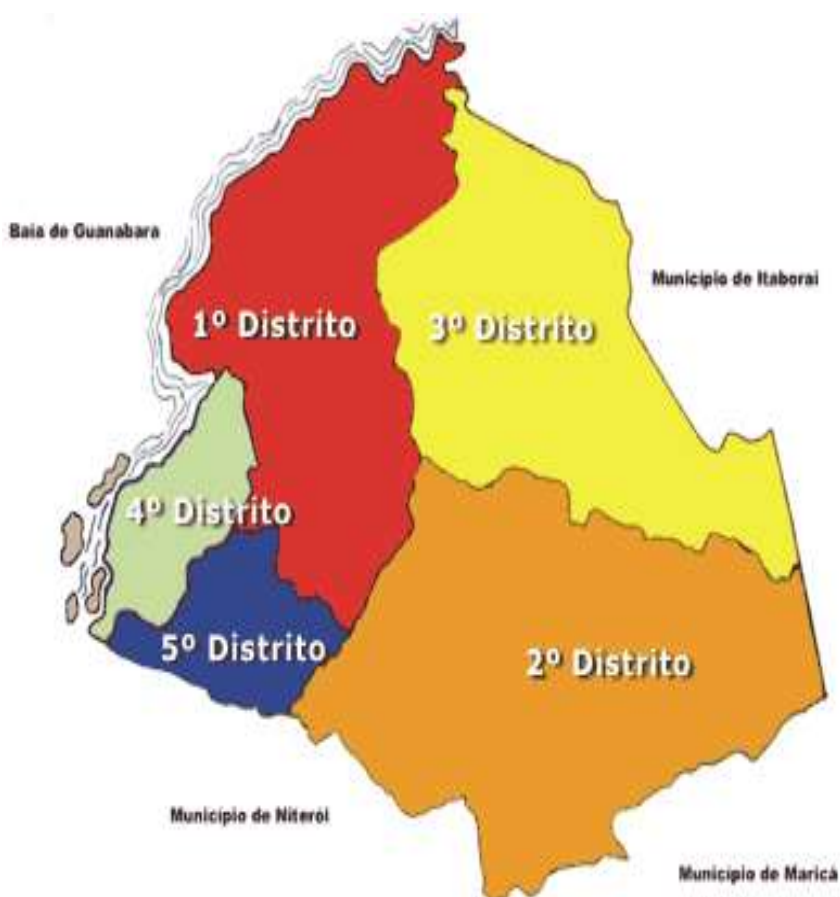 Baia de Guanabara
Município de Itaboraí
1º Distrito
3º Distrito
4º Distrito
5º Distrito
2º Distrito
Município de Niterói
Município de Maricá